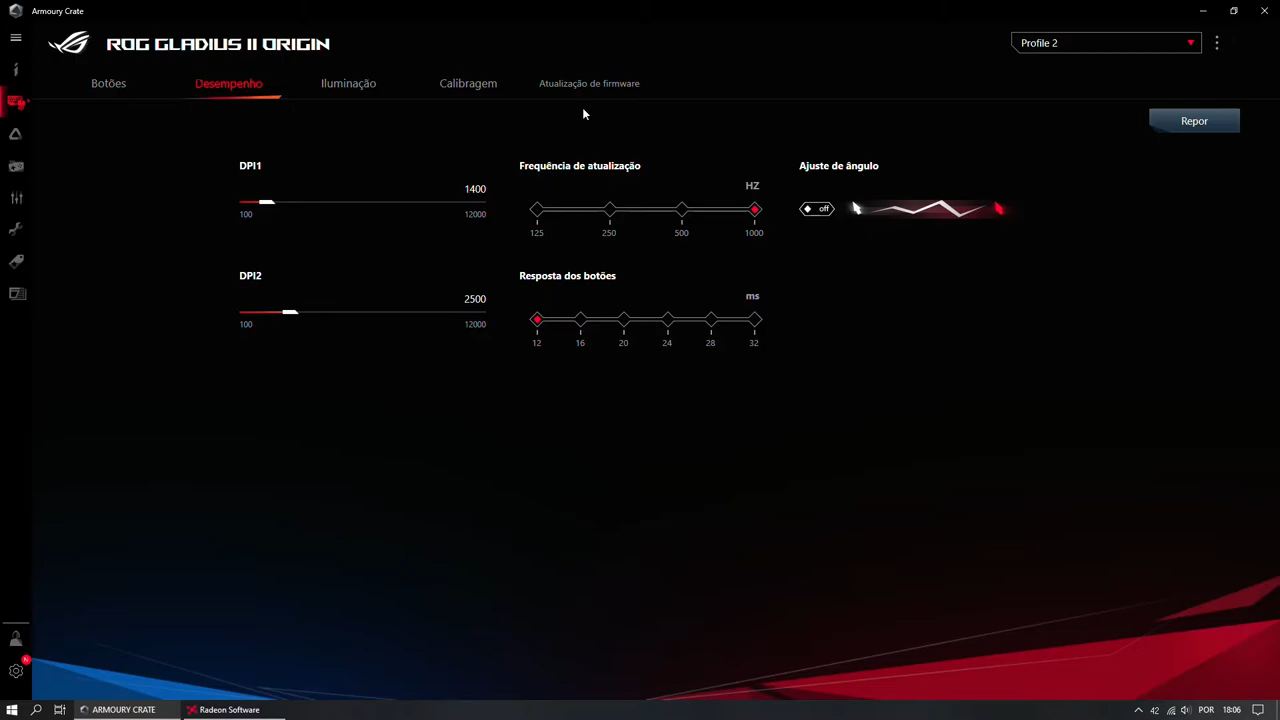 Armoury Crate
ROG GLADIUS II ORIGIN
Profile 2
Botões
Desempenho
Iluminação
Calibragem
Atualização de firmware
Repor
DPI1
1400
100
12000
Frequência de atualização
HZ
125
250
500
1000
Ajuste de ângulo
off
DPI2
2500
100
12000
Resposta dos botões
ms
12
16
20
24
28
32
N
ARMOURY CRATE
Radeon Software
42
POR
18:06